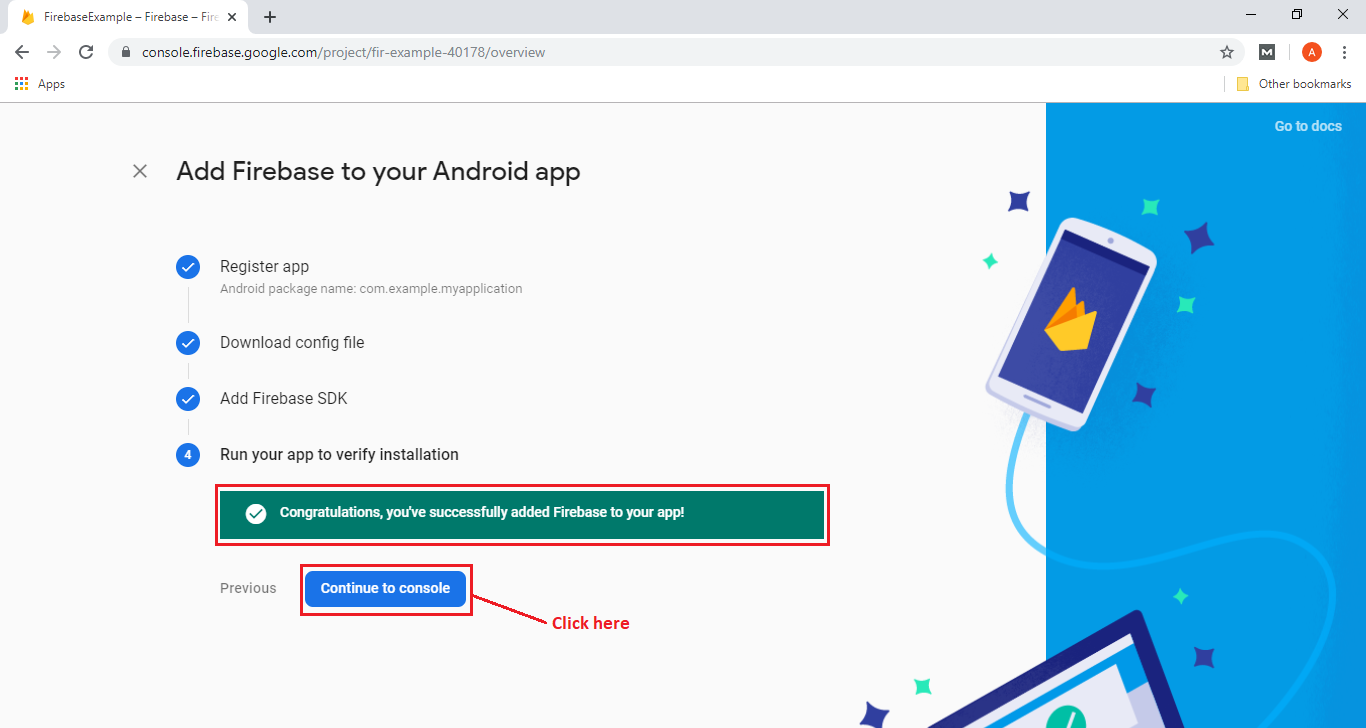 FirebaseExample – Firebase – Fire
console.firebase.google.com/project/fir-example-40178/overview
M
A
Apps
Other bookmarks
Go to docs
Add Firebase to your Android app
Register app
Android package name: com.example.myapplication
Download config file
Add Firebase SDK
4 Run your app to verify installation
Congratulations, you've successfully added Firebase to your app!
Previous Continue to console
Click here